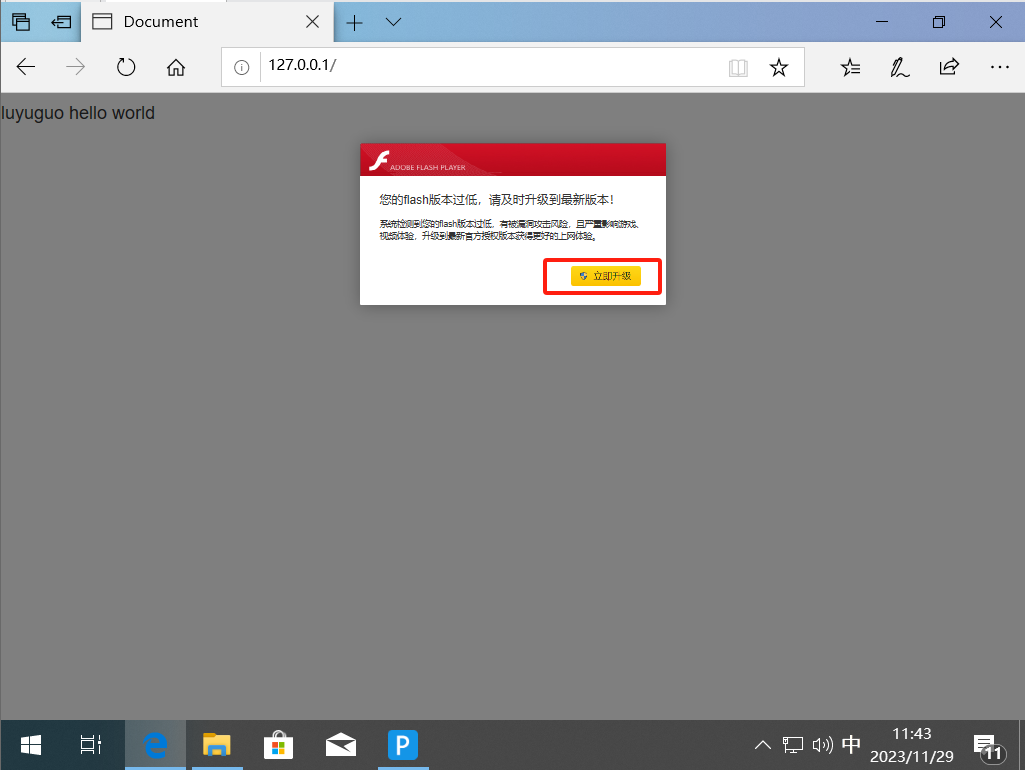 Document
127.0.0.1/
luyuguo hello world
ADOBE FLASH PLAYER
您的flash版本过低，请及时升级到最新版本！
系统检测到您的flash版本过低，有被漏洞攻击风险，且严重影响游戏、
视频体验，升级到最新官方授权版本获得更好的上网体验。
立即升级
P
中
11:43
2023/11/29
11